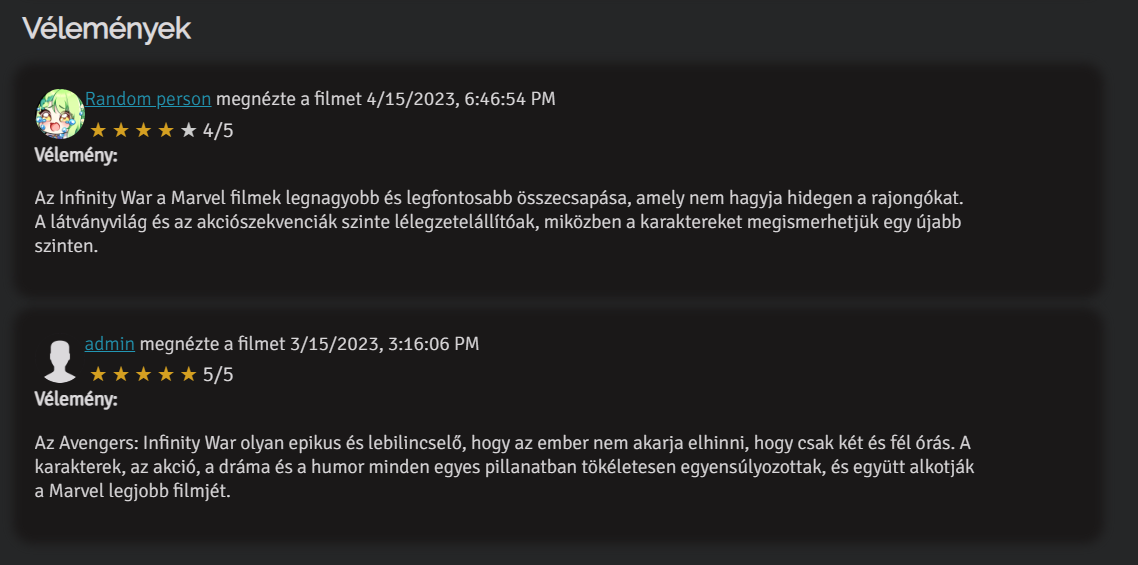 Vélemények
Random person megnézte a filmet 4/15/2023, 6:46:54 PM
★ ★ ★ ★ ★ 4/5
Vélemény:
Az Infinity War a Marvel filmek legnagyobb és legfontosabb összecsapása, amely nem hagyja hidegen a rajongókat.
A látványvilág és az akciószekvenciák szinte lélegzetelállítóak, miközben a karaktereket megismerhetjük egy újabb
szinten.
admin megnézte a filmet 3/15/2023, 3:16:06 PM
★ ★ ★ ★ ★ 5/5
Vélemény:
Az Avengers: Infinity War olyan epikus és lebilincselő, hogy az ember nem akarja elhinni, hogy csak két és fél órás. A
karakterek, az akció, a dráma és a humor minden egyes pillanatban tökéletesen egyensúlyozottak, és együtt alkotják
a Marvel legjobb filmjét.